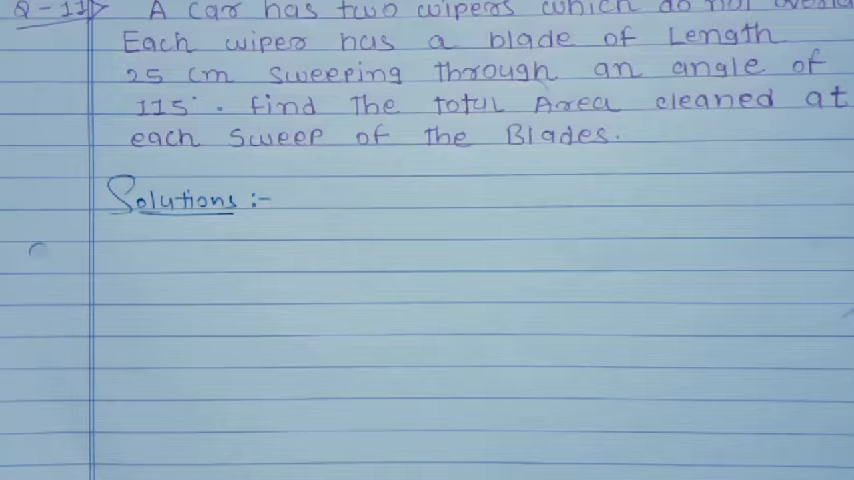 Q-11> A Car has two wipers which do not
Each wiper has a blade of Length
25 cm sweeping through an angle of
115°. find The total Area cleaned at
each sweep of the Blades.
Solutions :-